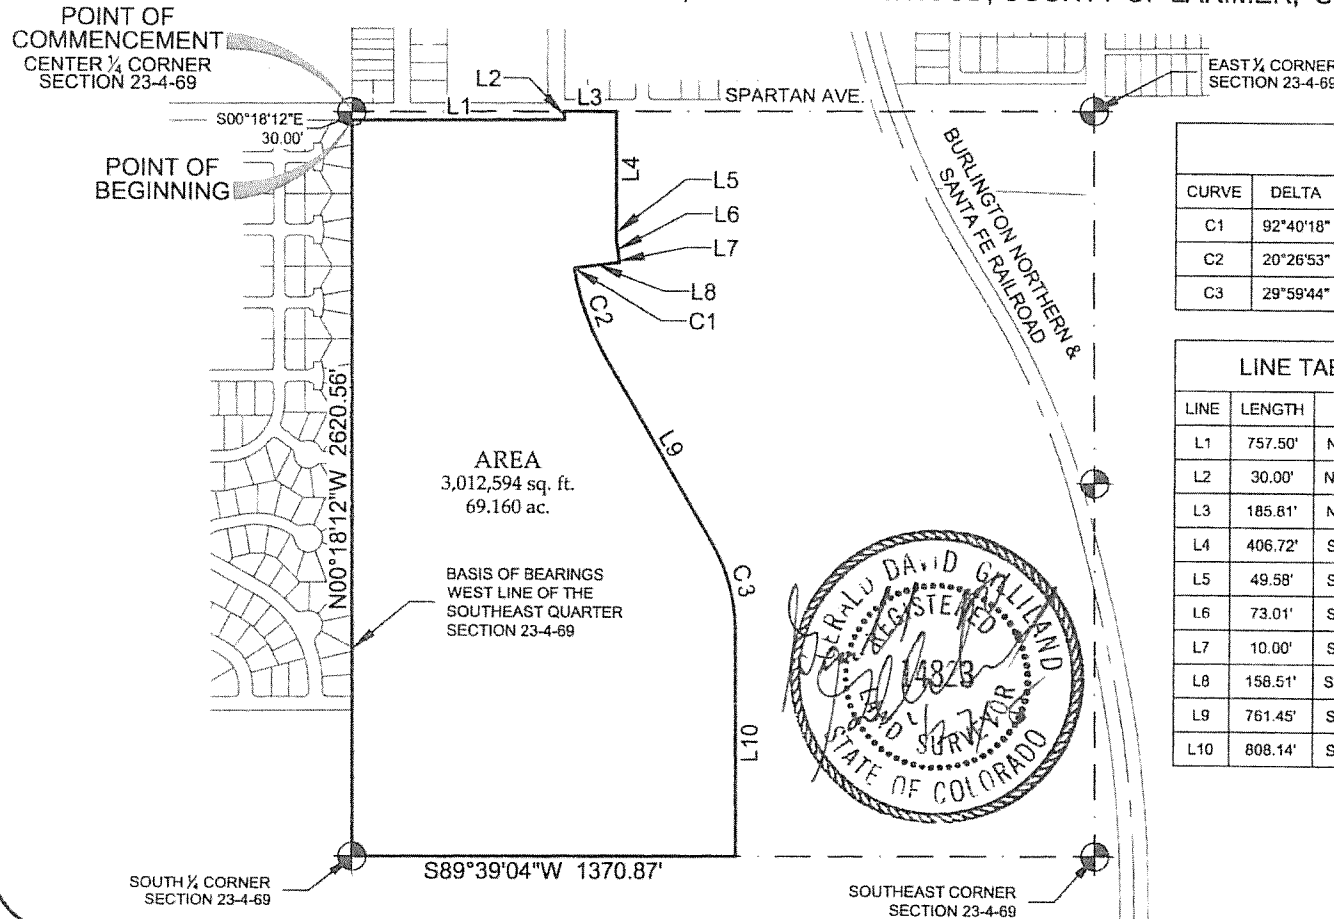 COUNTY OF LARIMER,
POINT OF
COMMENCEMENT
CENTER ¼ CORNER
SECTION 23-4-69
S00°18'12"E
30.00'
POINT OF
BEGINNING
L1
L2
L3
SPARTAN AVE.
EAST ¼ CORNER
SECTION 23-4-69
L4
L5
L6
L7
L8
C1
C2
BURLINGTON NORTHERN &
SANTA FE RAILROAD
L9
N00°18'12"W 2620.56'
AREA
3,012,594 sq. ft.
69.160 ac.
BASIS OF BEARINGS
WEST LINE OF THE
SOUTHEAST QUARTER
SECTION 23-4-69
C3
L10
GERALD DAVID GILLILAND
REGISTERED
14823
LAND SURVEYOR
STATE OF COLORADO
S89°39'04"W 1370.87'
SOUTH ¼ CORNER
SECTION 23-4-69
SOUTHEAST CORNER
SECTION 23-4-69
CURVE DELTA
C1 92°40'18"
C2 20°26'53"
C3 29°59'44"
LINE TAB
LINE LENGTH
L1 757.50' N
L2 30.00' N
L3 185.81' N
L4 406.72' S
L5 49.58' S
L6 73.01' S
L7 10.00' S
L8 158.51' S
L9 761.45' S
L10 808.14' S